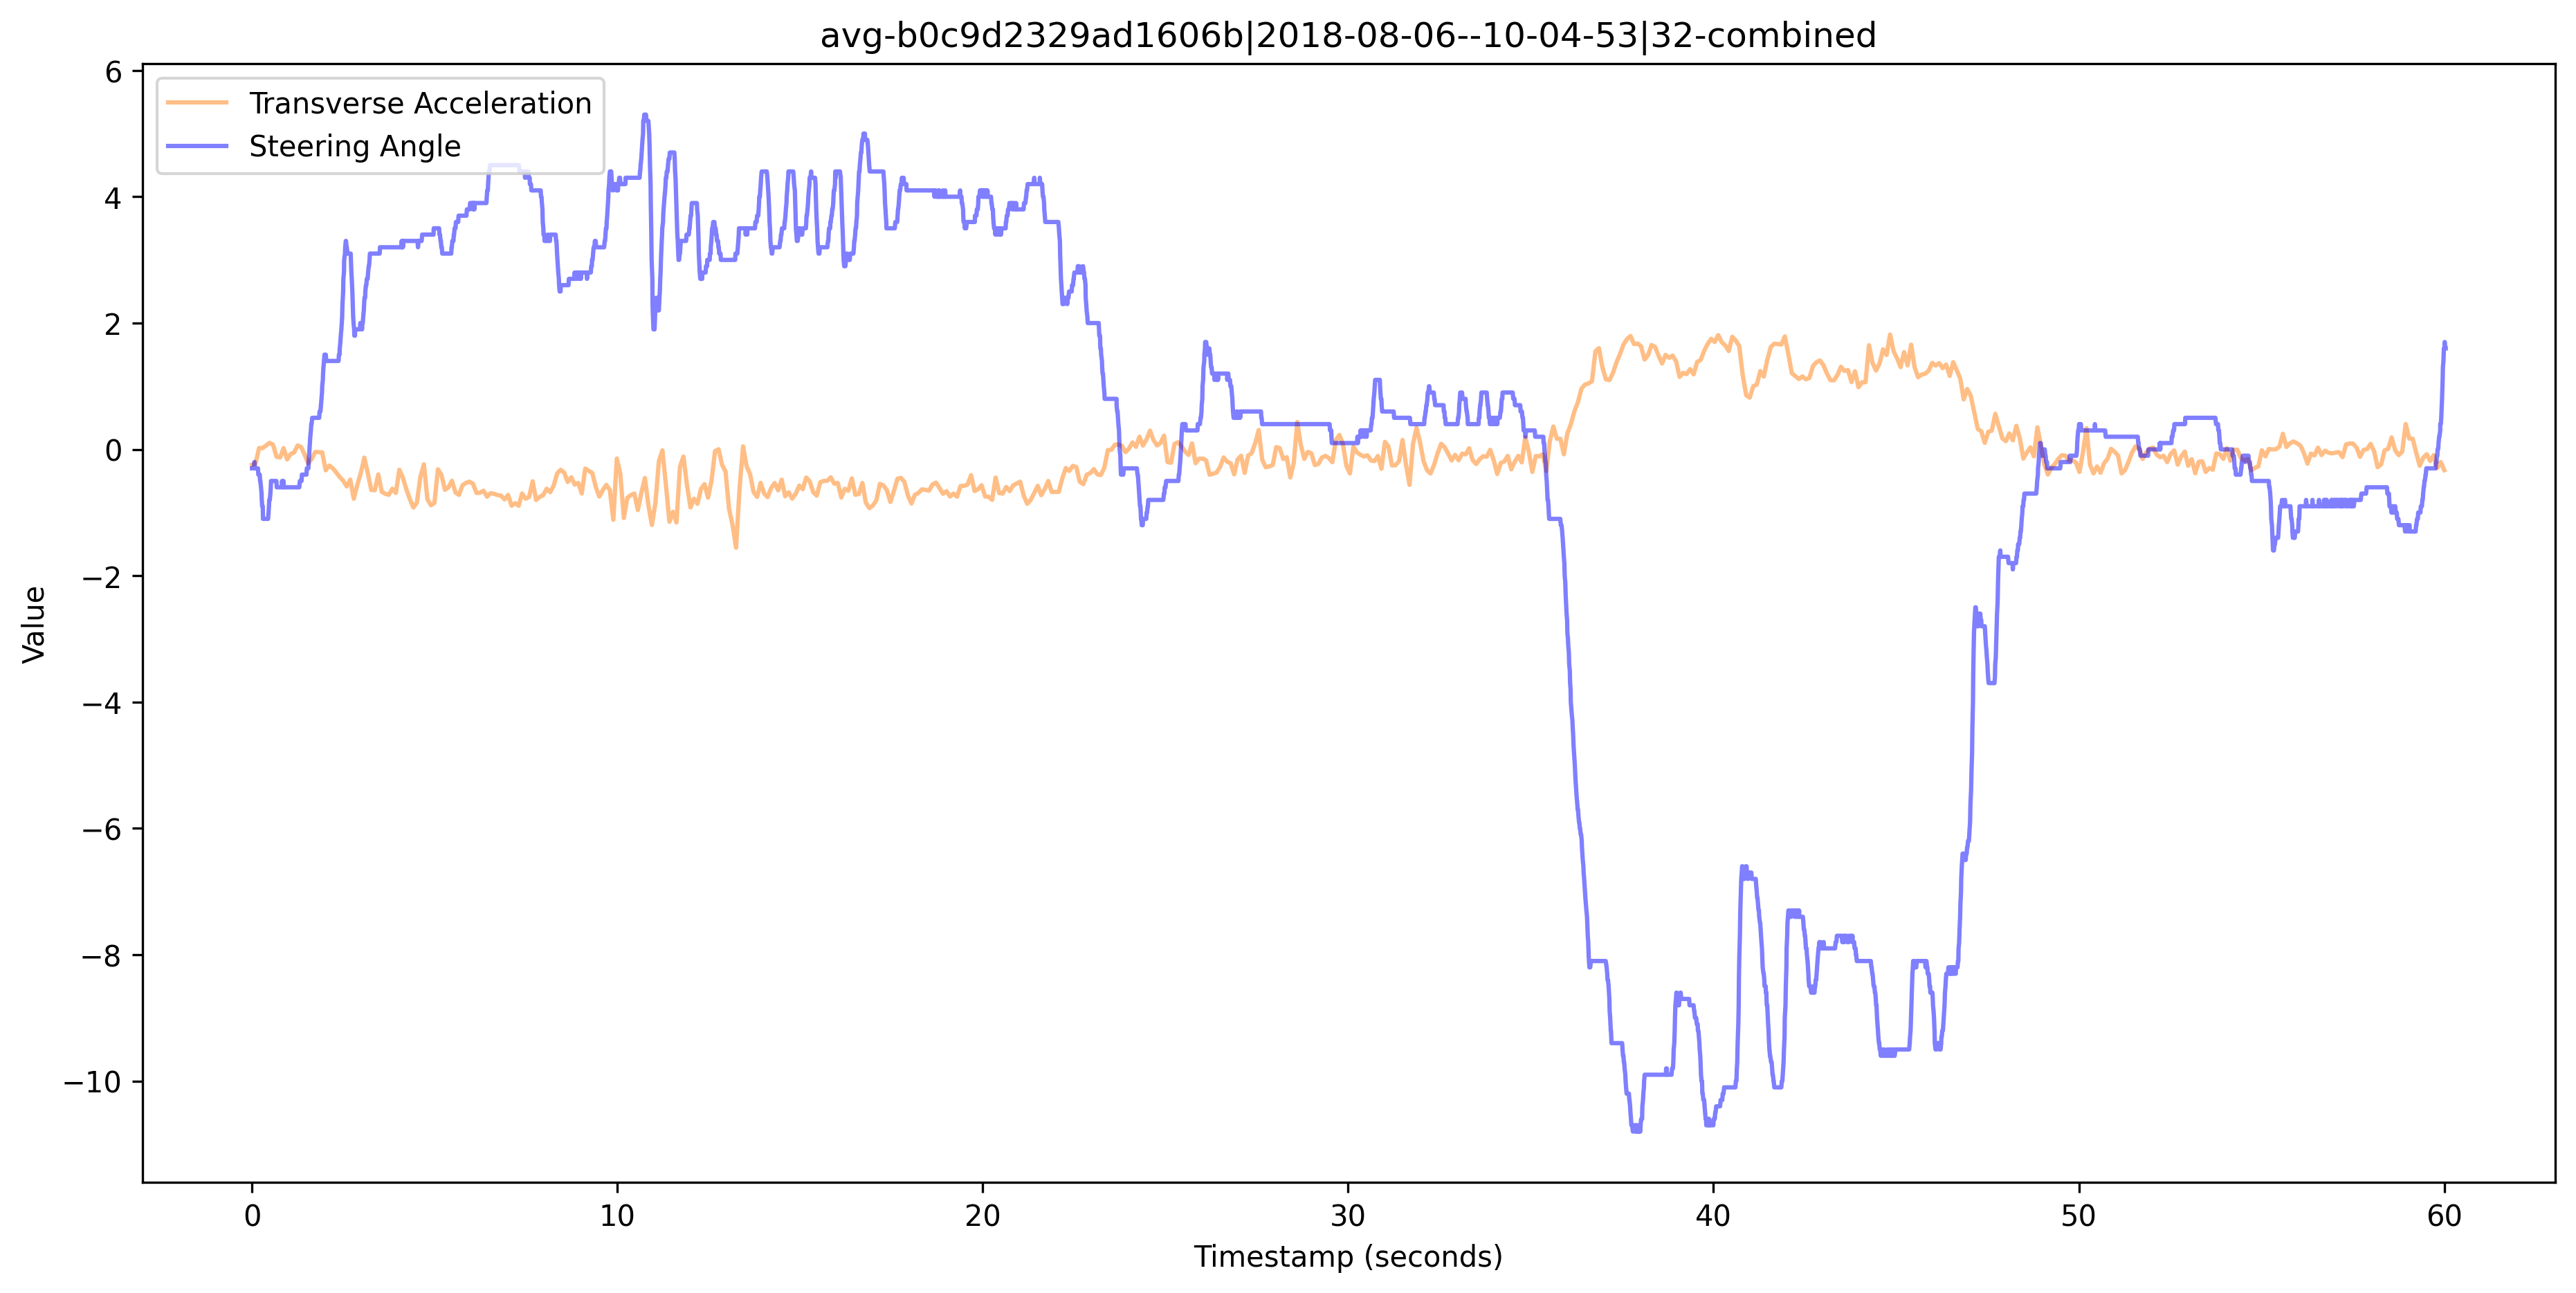 avg-b0c9d2329ad1606b|2018-08-06--10-04-53|32-combined
Transverse Acceleration
Steering Angle
6
4
2
0
−2
−4
−6
−8
−10
Value
0 10 20 30 40 50 60
Timestamp (seconds)